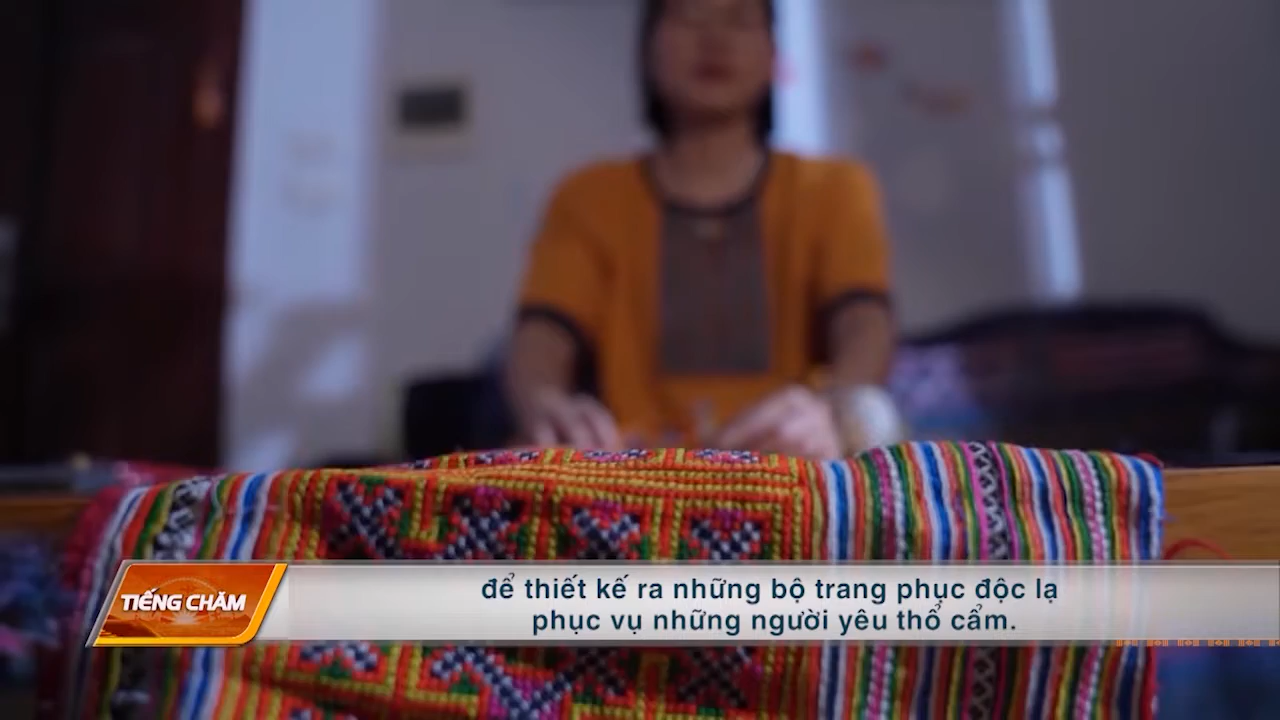 TIẾNG CHĂM
để thiết kế ra những bộ trang phục độc lạ
phục vụ những người yêu thổ cẩm.